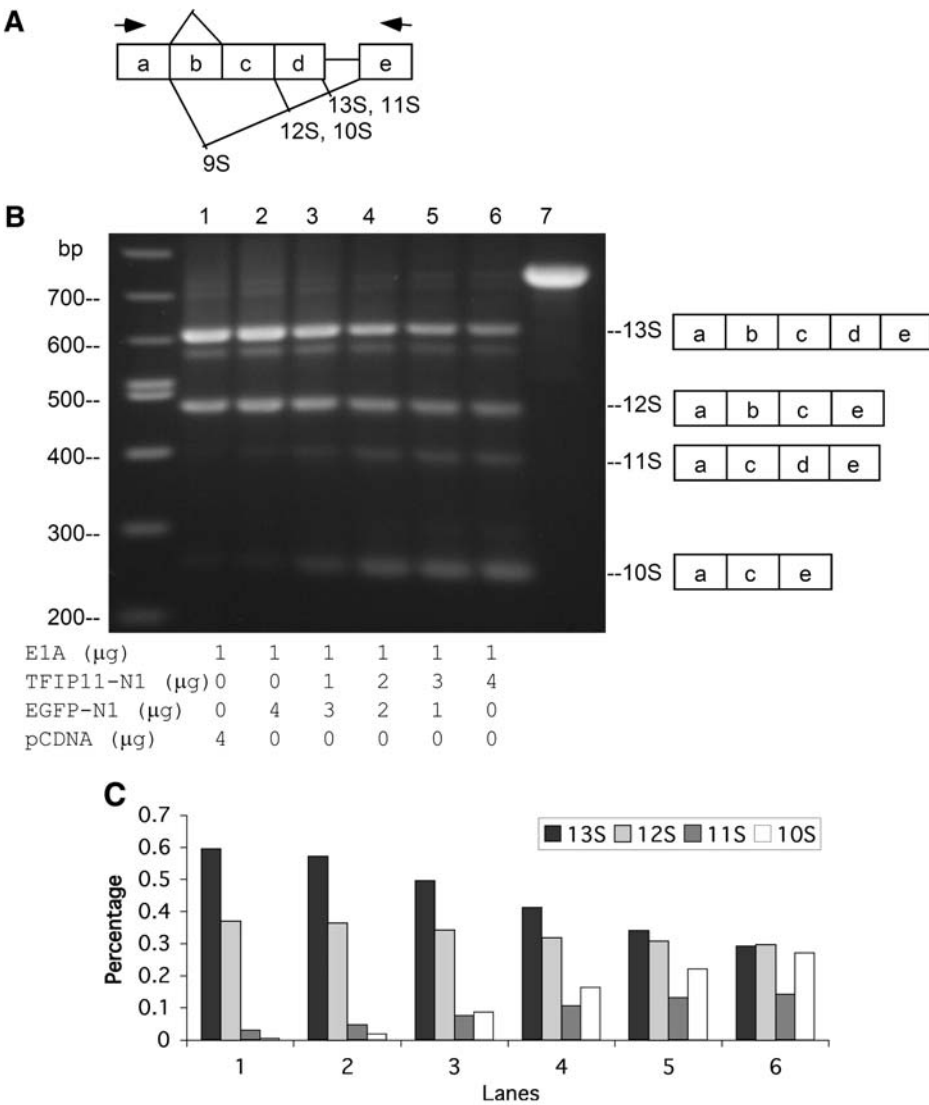 A
a b c d e
13S, 11S
12S, 10S
9S
B
1 2 3 4 5 6 7
bp
700--
600--
500--
400--
300--
200--
--13S a b c d e
--12S a b c e
--11S a c d e
--10S a c e
E1A (μg) 1 1 1 1 1 1
TFIP11-N1 (μg) 0 0 1 2 3 4
EGFP-N1 (μg) 0 4 3 2 1 0
pCDNA (μg) 4 0 0 0 0 0
C
13S 12S 11S 10S
Percentage
0.7
0.6
0.5
0.4
0.3
0.2
0.1
0
1 2 3 4 5 6
Lanes